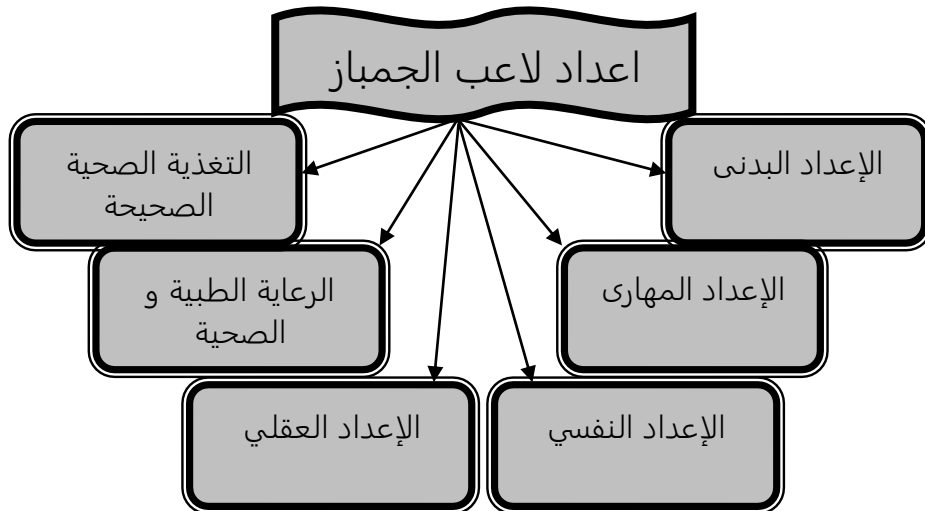 اعداد لاعب الجمباز
الإعداد البدنى
التغذية الصحية
الصحيحة
الإعداد المهارى
الرعاية الطبية و
الصحية
الإعداد النفسي
الإعداد العقلي